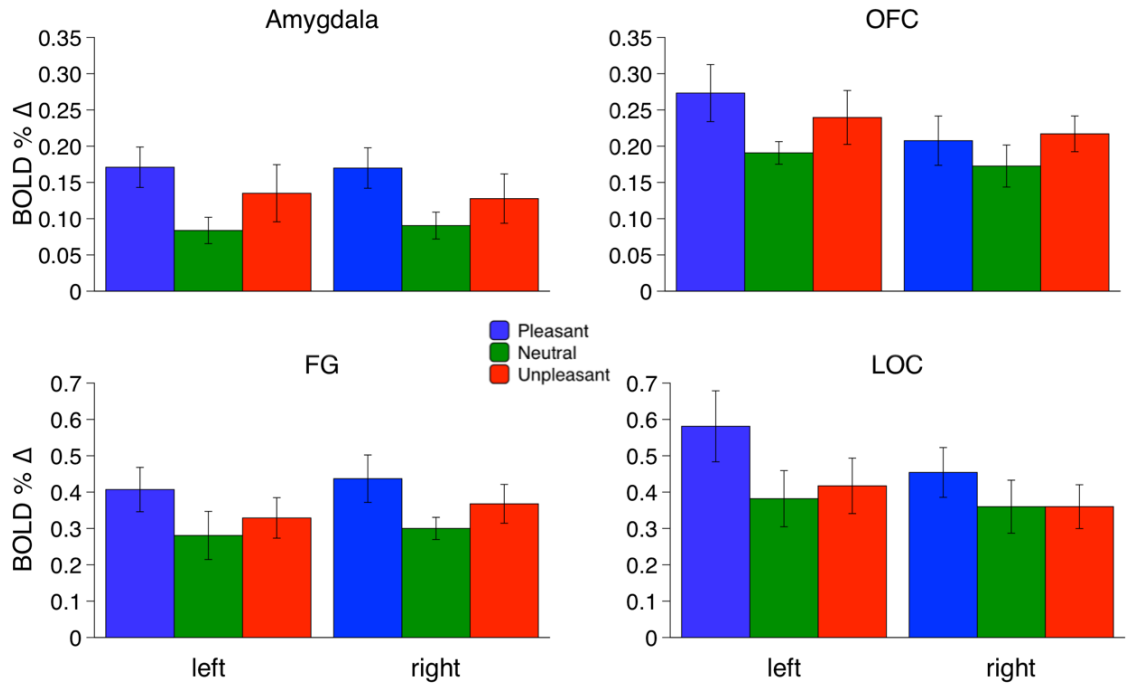 Amygdala
0.35
0.30
0.25
0.20
0.15
0.10
0.05
0
BOLD % Δ
OFC
0.35
0.30
0.25
0.20
0.15
0.10
0.05
0
Pleasant
Neutral
Unpleasant
FG
0.7
0.6
0.5
0.4
0.3
0.2
0.1
0
BOLD % Δ
left
right
LOC
0.7
0.6
0.5
0.4
0.3
0.2
0.1
0
left
right